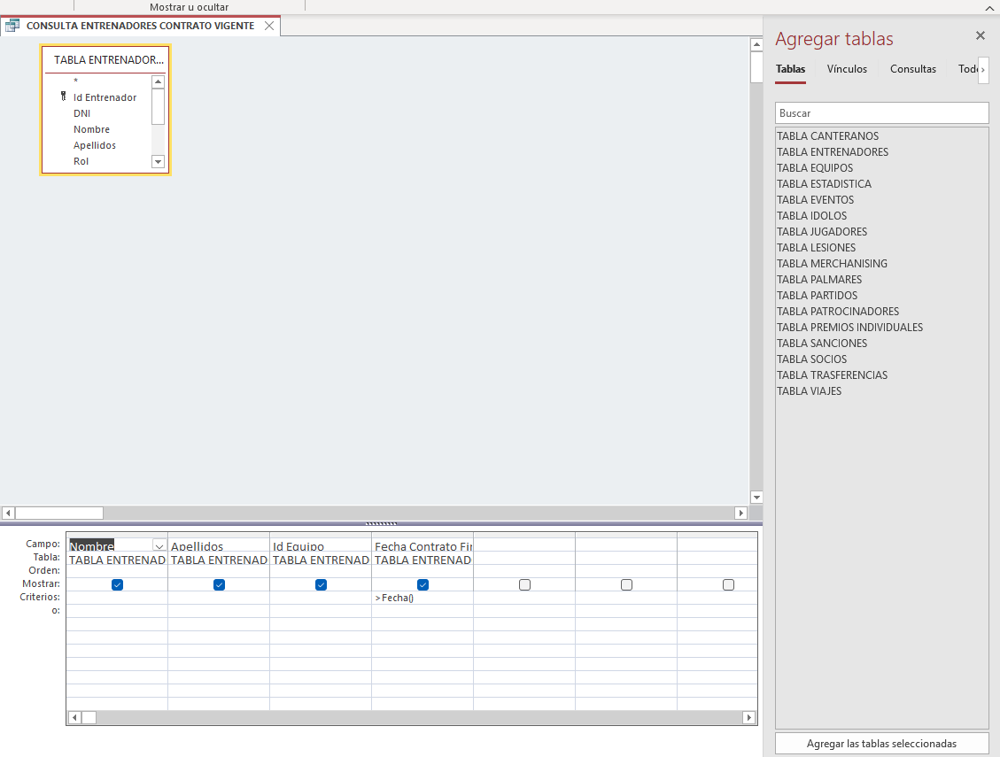 Mostrar u ocultar
CONSULTA ENTRENADORES CONTRATO VIGENTE
TABLA ENTRENADOR...
*
Id Entrenador
DNI
Nombre
Apellidos
Rol
Agregar tablas
Tablas Vínculos Consultas Todo
Buscar
TABLA CANTERANOS
TABLA ENTRENADORES
TABLA EQUIPOS
TABLA ESTADISTICA
TABLA EVENTOS
TABLA IDOLOS
TABLA JUGADORES
TABLA LESIONES
TABLA MERCHANISING
TABLA PALMARES
TABLA PARTIDOS
TABLA PATROCINADORES
TABLA PREMIOS INDIVIDUALES
TABLA SANCIONES
TABLA SOCIOS
TABLA TRASFERENCIAS
TABLA VIAJES
Agregar las tablas seleccionadas
Campo: Nombre Apellidos Id Equipo Fecha Contrato Fin
Tabla: TABLA ENTRENAD TABLA ENTRENAD TABLA ENTRENAD TABLA ENTRENAD
Orden:
Mostrar:
Criterios: >Fecha()
o: